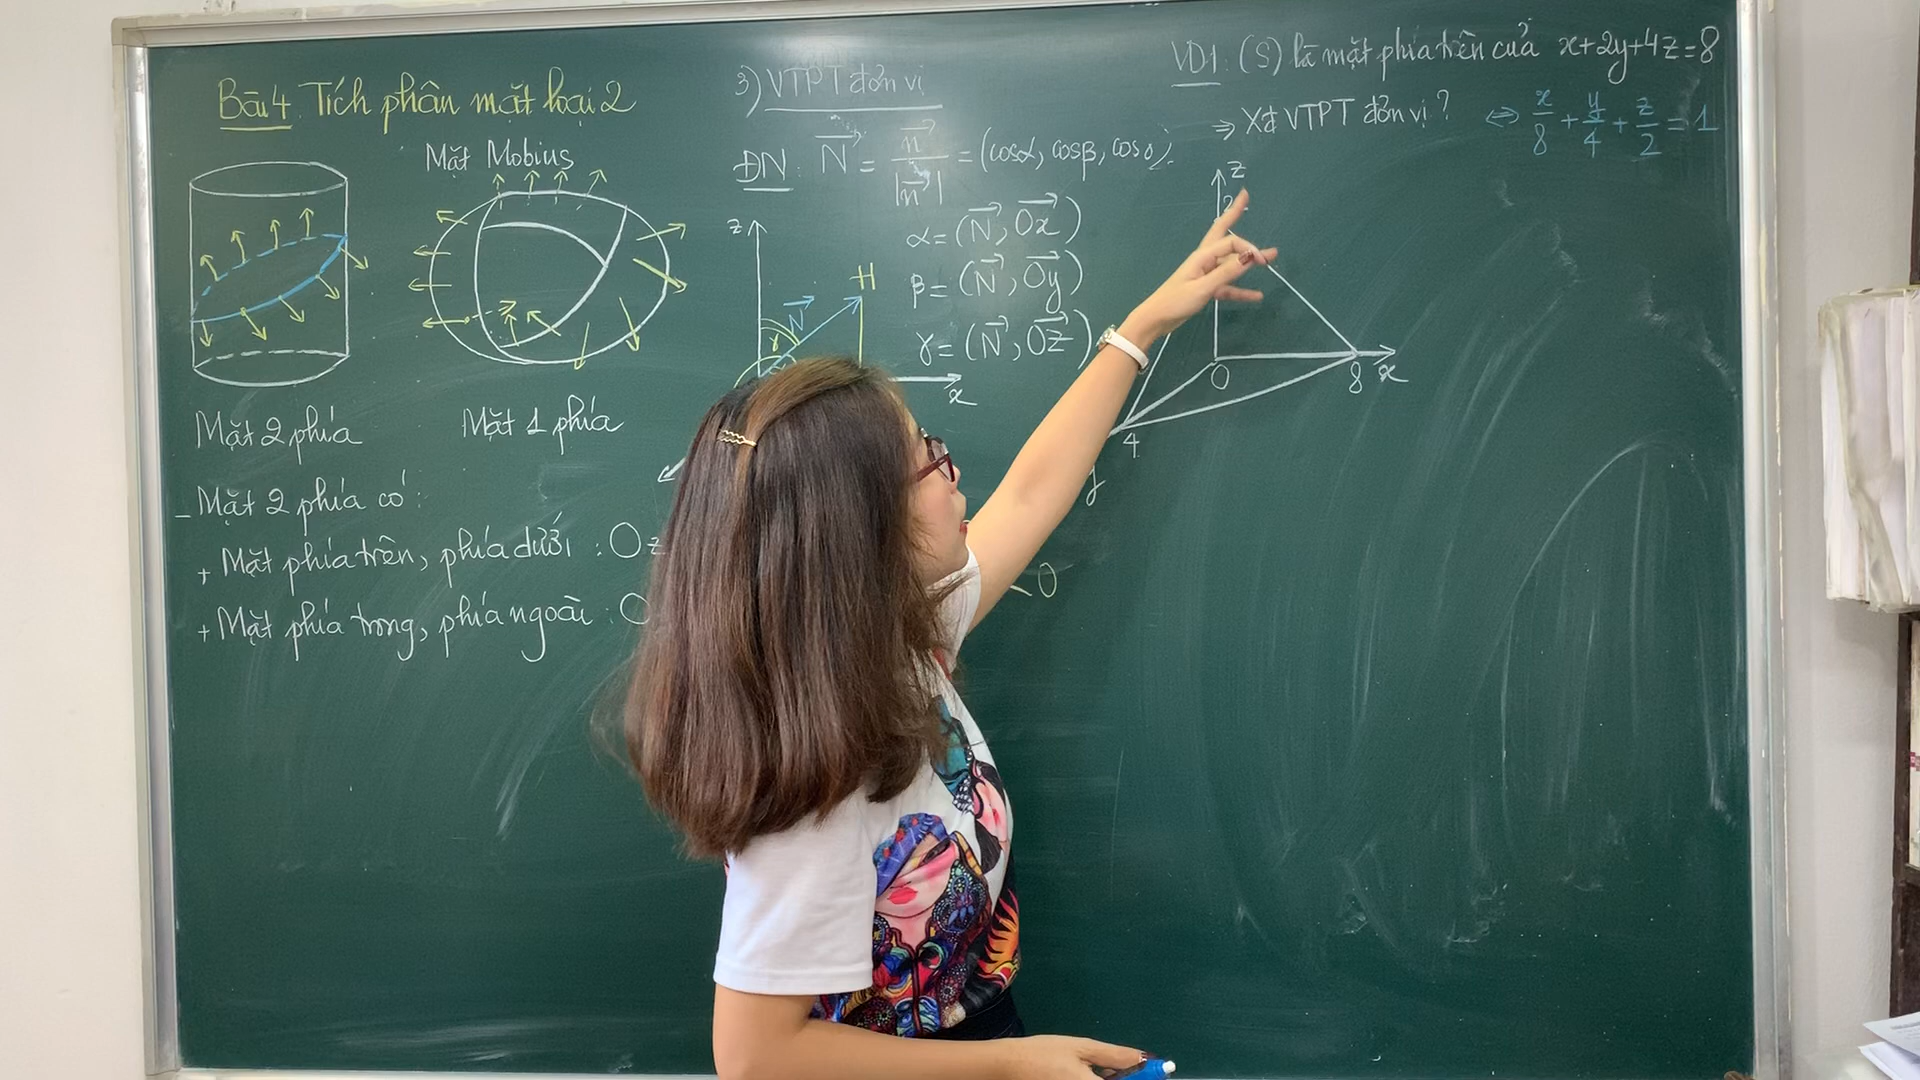 Bài 4. Tích phân mặt loại 2
Mặt Mobius
Mặt 2 phía
Mặt 1 phía
- Mặt 2 phía có:
+ Mặt phía trên, phía dưới : Oz
+ Mặt phía trong, phía ngoài :
3) VTPT đơn vị
ĐN: N⃗ = n⃗/|n⃗| = (cosα, cosβ, cosγ)
α = (N⃗, Ox⃗)
β = (N⃗, Oy⃗)
γ = (N⃗, Oz⃗)
z
H
N⃗
γ
x
< 0
VD1: (S) là mặt phía trên của x+2y+4z=8
⇒ Xđ VTPT đơn vị? ⇔ x/8 + y/4 + z/2 = 1
z
2
O
8 x
4
y